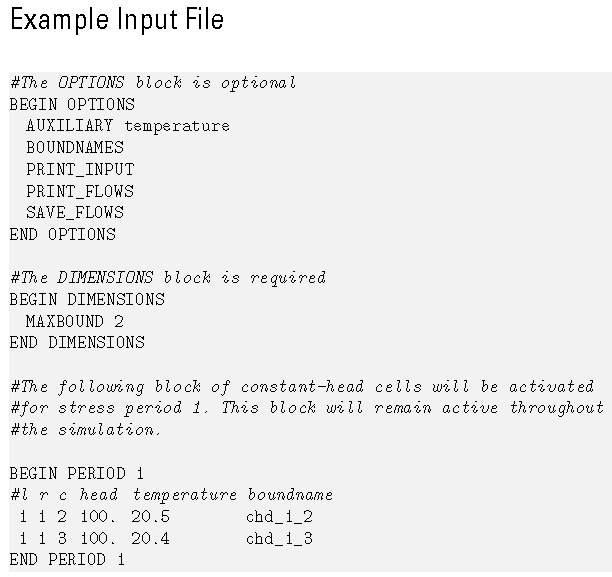 Example Input File
#The OPTIONS block is optional
BEGIN OPTIONS
  AUXILIARY temperature
  BOUNDNAMES
  PRINT_INPUT
  PRINT_FLOWS
  SAVE_FLOWS
END OPTIONS
#The DIMENSIONS block is required
BEGIN DIMENSIONS
  MAXBOUND 2
END DIMENSIONS
#The following block of constant-head cells will be activated
#for stress period 1. This block will remain active throughout
#the simulation.
BEGIN PERIOD 1
#l r c head temperature boundname
 1 1 2 100. 20.5 chd_1_2
 1 1 3 100. 20.4 chd_1_3
END PERIOD 1